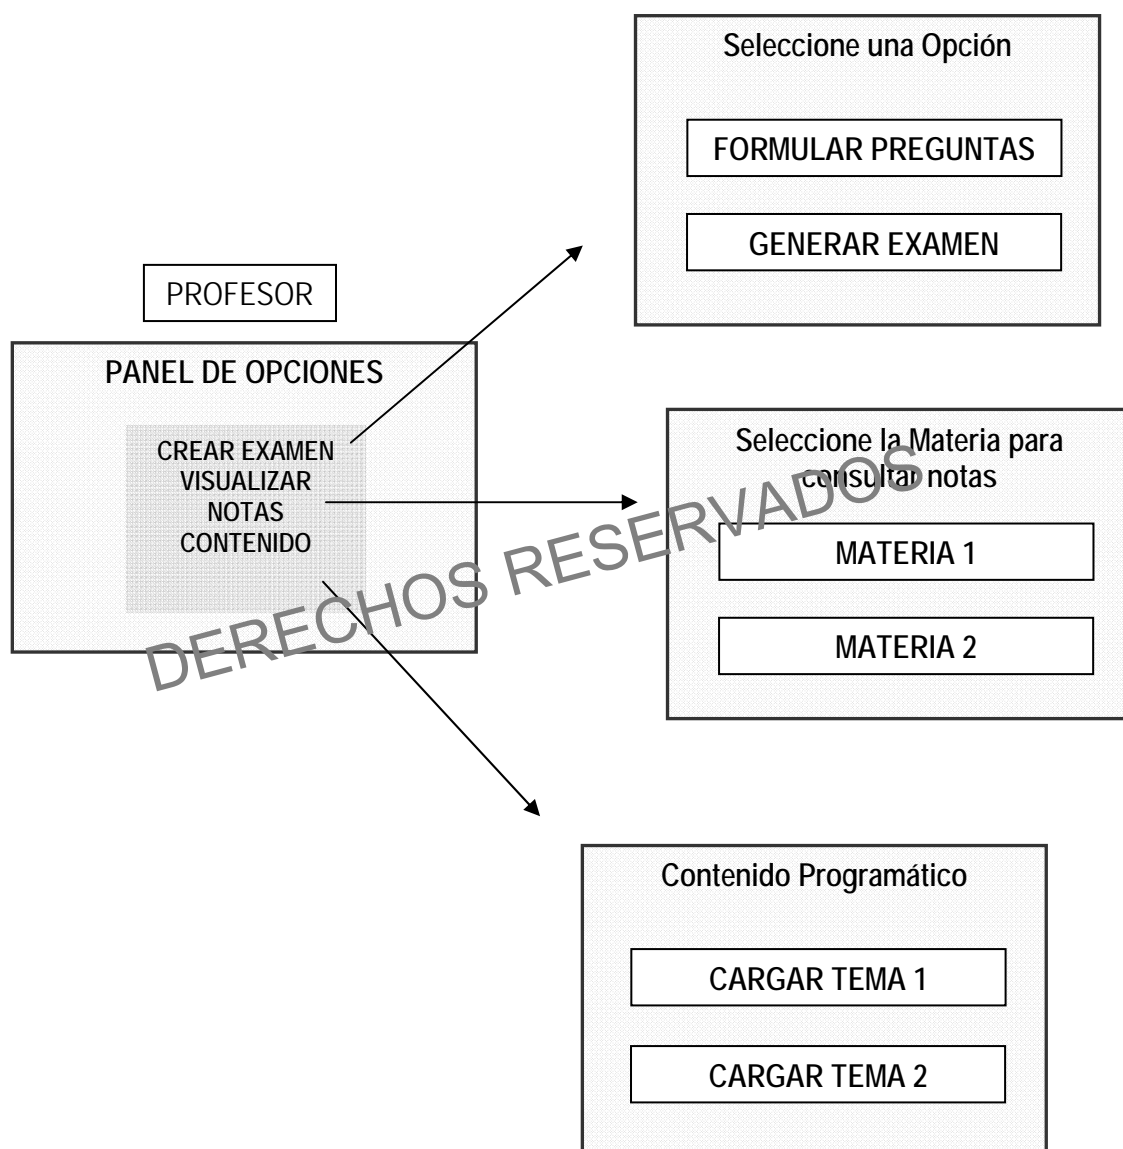 Seleccione una Opción
FORMULAR PREGUNTAS
GENERAR EXAMEN
PROFESOR
PANEL DE OPCIONES
CREAR EXAMEN
VISUALIZAR
NOTAS
CONTENIDO
Seleccione la Materia para
consultar notas
MATERIA 1
MATERIA 2
DERECHOS RESERVADOS
Contenido Programático
CARGAR TEMA 1
CARGAR TEMA 2